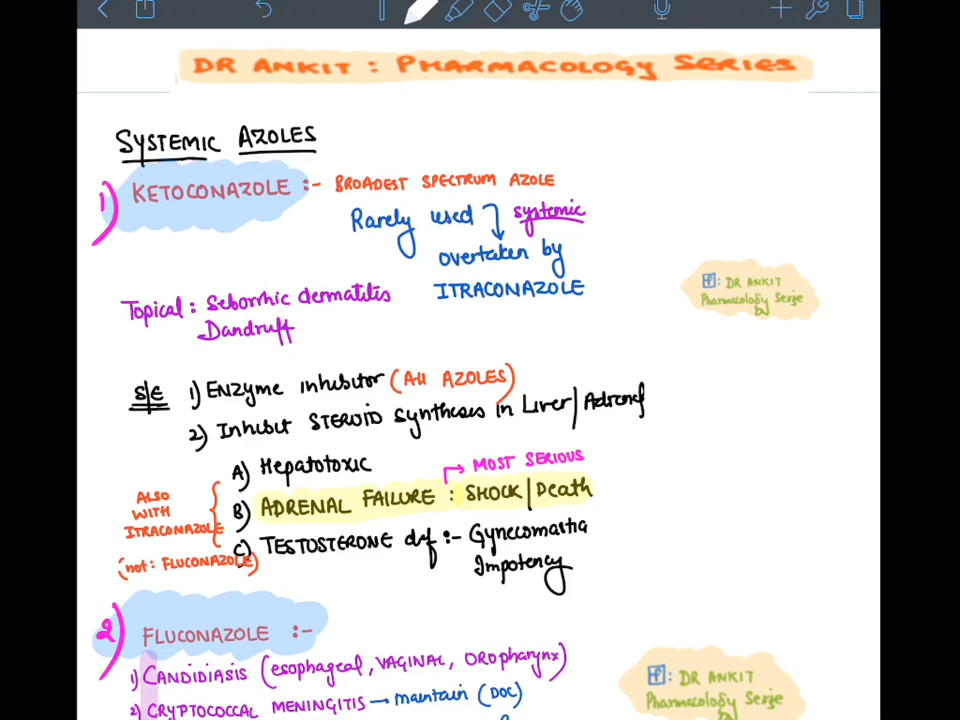 DR ANKIT : PHARMACOLOGY SERIES
SYSTEMIC AZOLES
1) KETOCONAZOLE :- BROADEST SPECTRUM AZOLE
Rarely used systemic
overtaken by
ITRACONAZOLE
f: DR ANKIT
Pharmacology Serie
Topical : Seborrhic dermatitis
Dandruff
S/E 1) Enzyme inhibitor (All AZOLES)
2) Inhibit STEROID syntheses in Liver/Adrenal
A) Hepatotoxic
MOST SERIOUS
B) ADRENAL FAILURE : SHOCK/Death
C) TESTOSTERONE def :- Gynecomastia
Impotency
ALSO
WITH
ITRACONAZOLE
(not: FLUCONAZOLE)
2) FLUCONAZOLE :-
1) CANDIDIASIS (esophageal, VAGINAL, OROpharynx)
2) CRYPTOCOCCAL MENINGITIS → maintain (DOC)
f: DR ANKIT
Pharmacology Serie